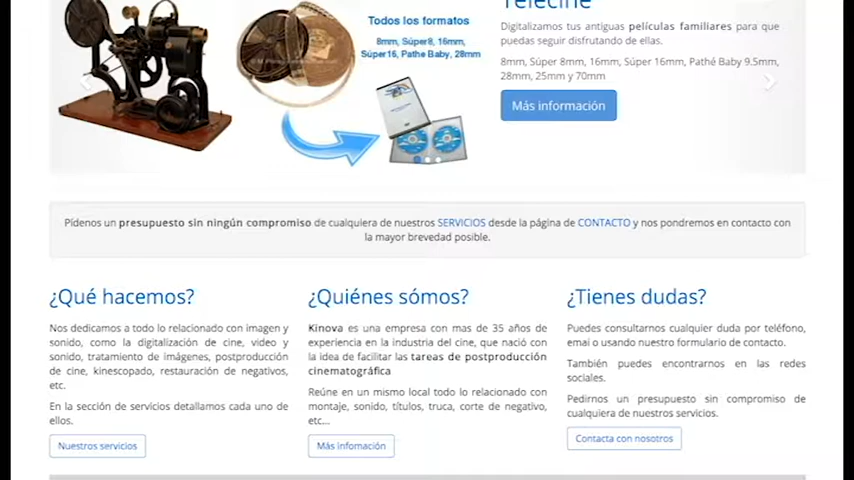 Telecine
Todos los formatos
8mm, Súper8, 16mm,
Súper16, Pathe Baby, 28mm
Digitalizamos tus antiguas películas familiares para que
puedas seguir disfrutando de ellas.
8mm, Súper 8mm, 16mm, Súper 16mm, Pathé Baby 9.5mm,
28mm, 25mm y 70mm
Más información
Pídenos un presupuesto sin ningún compromiso de cualquiera de nuestros SERVICIOS desde la página de CONTACTO y nos pondremos en contacto con
la mayor brevedad posible.
¿Qué hacemos?
Nos dedicamos a todo lo relacionado con imagen y
sonido, como la digitalización de cine, video y
sonido, tratamiento de imágenes, postproducción
de cine, kinescopado, restauración de negativos,
etc.
En la sección de servicios detallamos cada uno de
ellos.
Nuestros servicios
¿Quiénes sómos?
Kinova es una empresa con mas de 35 años de
experiencia en la industria del cine, que nació con
la idea de facilitar las tareas de postproducción
cinematográfica
Reúne en un mismo local todo lo relacionado con
montaje, sonido, títulos, truca, corte de negativo,
etc...
Más infomación
¿Tienes dudas?
Puedes consultarnos cualquier duda por teléfono,
emai o usando nuestro formulario de contacto.
También puedes encontrarnos en las redes
sociales.
Pedirnos un presupuesto sin compromiso de
cualquiera de nuestros servicios.
Contacta con nosotros